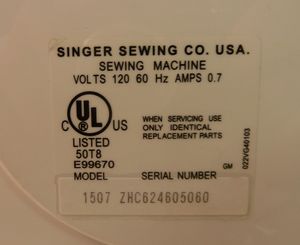 SINGER SEWING CO. USA.
SEWING MACHINE
VOLTS 120 60 Hz AMPS 0.7
C UL ® US
LISTED
50T8
E99670
WHEN SERVICING USE
ONLY IDENTICAL
REPLACEMENT PARTS
GM 022VG40103
MODEL SERIAL NUMBER
1507 ZHC624605060